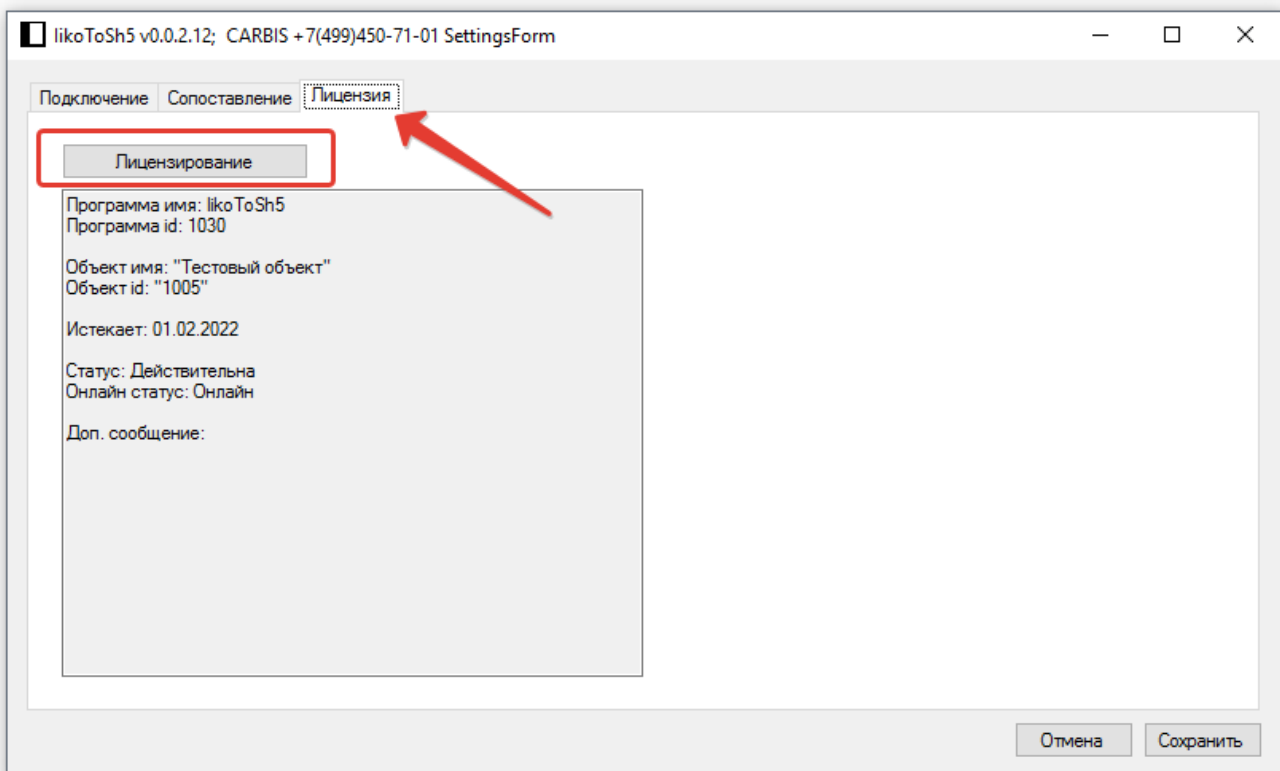 IikoToSh5 v0.0.2.12; CARBIS +7(499)450-71-01 SettingsForm
Подключение Сопоставление Лицензия
Лицензирование
Программа имя: IikoToSh5
Программа id: 1030
Объект имя: "Тестовый объект"
Объект id: "1005"
Истекает: 01.02.2022
Статус: Действительна
Онлайн статус: Онлайн
Доп. сообщение:
Отмена Сохранить